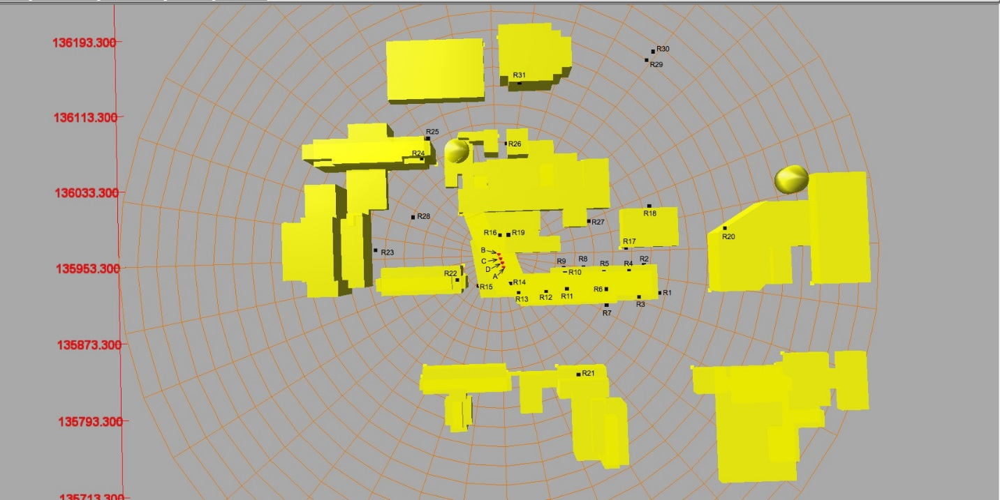 136193.300
R30
R29
R31
136113.300
R25
R24
R26
136033.300
R18
R28
R27
R16
R19
R20
R17
B
R23
C
R9
R8
R5
R4
R2
135953.300
D
R10
R22
A
R14
R15
R6
R1
R13
R12
R11
R3
R7
135873.300
R21
135793.300
135713.300